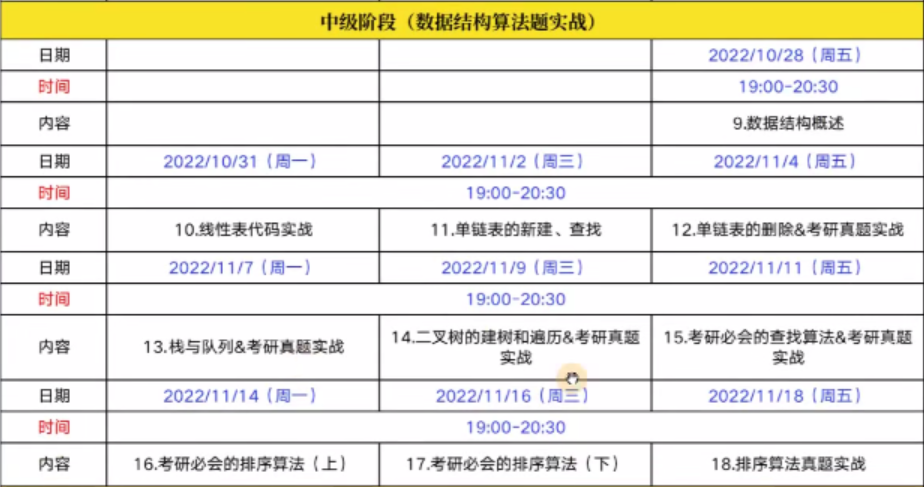 中级阶段（数据结构算法题实战）
日期 2022/10/28（周五）
时间 19:00-20:30
内容 9.数据结构概述
日期 2022/10/31（周一） 2022/11/2（周三） 2022/11/4（周五）
时间 19:00-20:30
内容 10.线性表代码实战 11.单链表的新建、查找 12.单链表的删除&考研真题实战
日期 2022/11/7（周一） 2022/11/9（周三） 2022/11/11（周五）
时间 19:00-20:30
内容 13.栈与队列&考研真题实战 14.二叉树的建树和遍历&考研真题实战 15.考研必会的查找算法&考研真题实战
日期 2022/11/14（周一） 2022/11/16（周三） 2022/11/18（周五）
时间 19:00-20:30
内容 16.考研必会的排序算法（上） 17.考研必会的排序算法（下） 18.排序算法真题实战